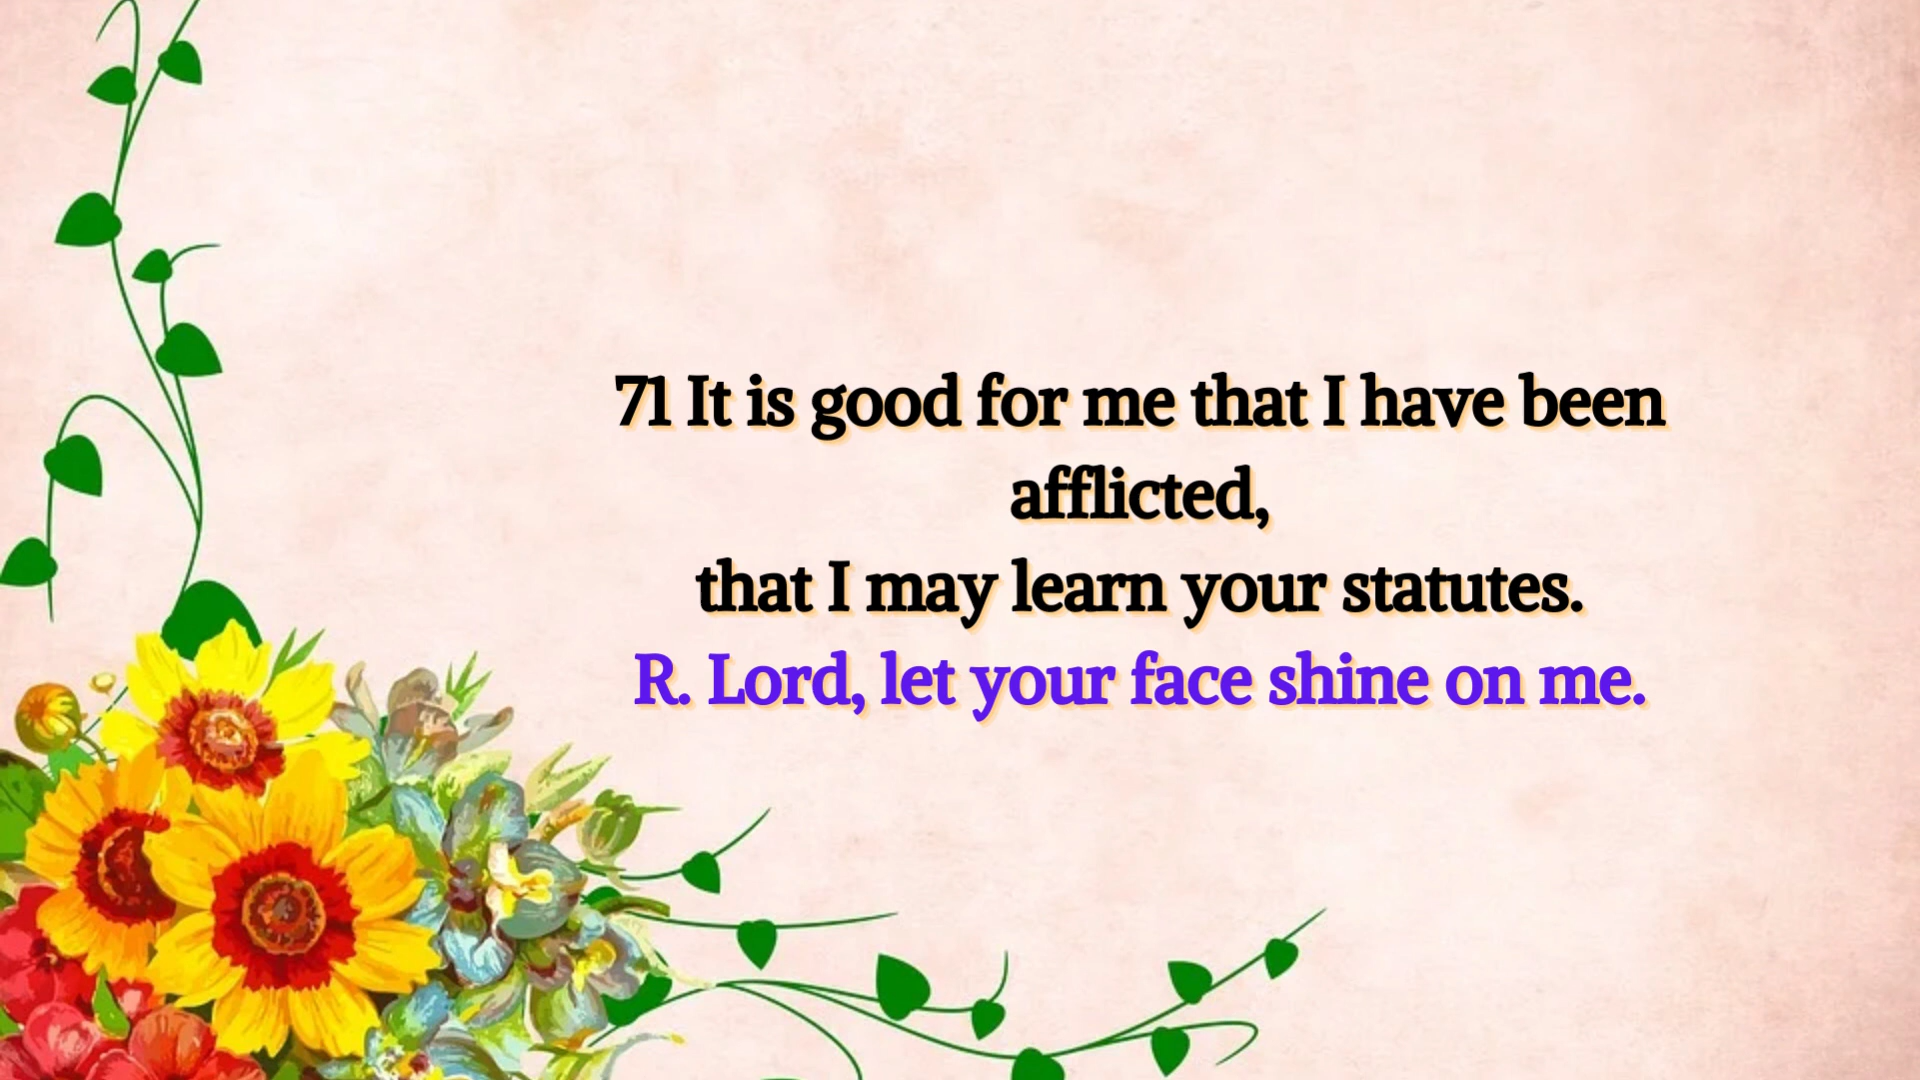 71 It is good for me that I have been
afflicted,
that I may learn your statutes.
R. Lord, let your face shine on me.